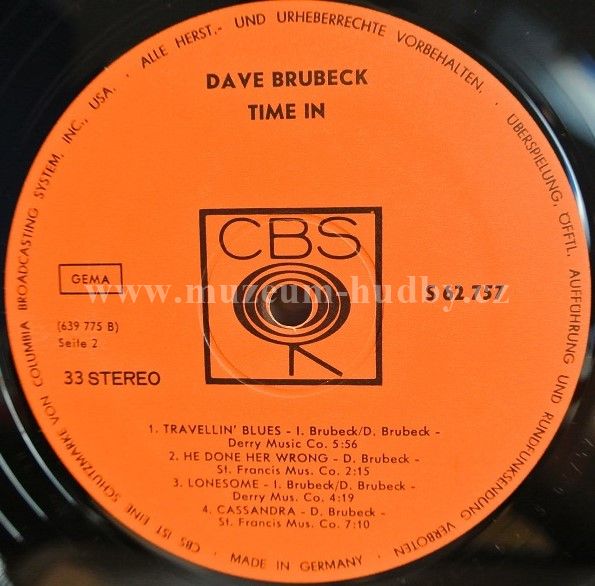 ALLE HERST.- UND URHEBERRECHTE VORBEHALTEN. · ÜBERSPIELUNG, ÖFFTL. AUFFÜHRUNG UND RUNDFUNKSENDUNG VERBOTEN · MADE IN GERMANY · CBS IST EINE SCHUTZMARKE VON COLUMBIA BROADCASTING SYSTEM, INC., USA. ·
DAVE BRUBECK
TIME IN
CBS
GEMA
S 62.757
www.muzeum-hudby.cz
(639 775 B)
Seite 2
33 STEREO
1. TRAVELLIN' BLUES - I. Brubeck/D. Brubeck -
Derry Music Co. 5:56
2. HE DONE HER WRONG - D. Brubeck -
St. Francis Mus. Co. 2:15
3. LONESOME - I. Brubeck/D. Brubeck -
Derry Mus. Co. 4:19
4. CASSANDRA - D. Brubeck -
St. Francis Mus. Co. 7:10